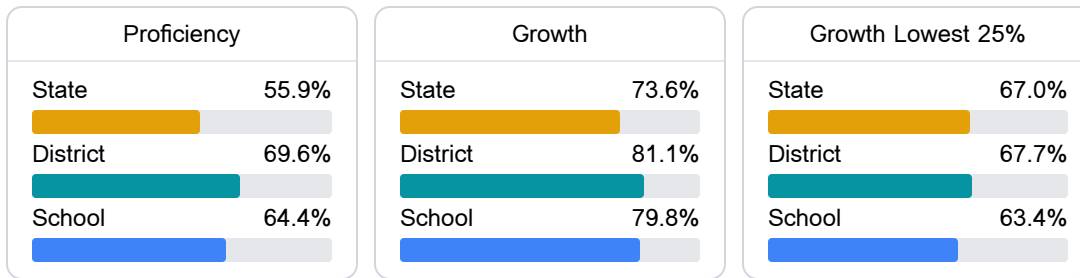 Proficiency
State 55.9%
District 69.6%
School 64.4%
Growth
State 73.6%
District 81.1%
School 79.8%
Growth Lowest 25%
State 67.0%
District 67.7%
School 63.4%